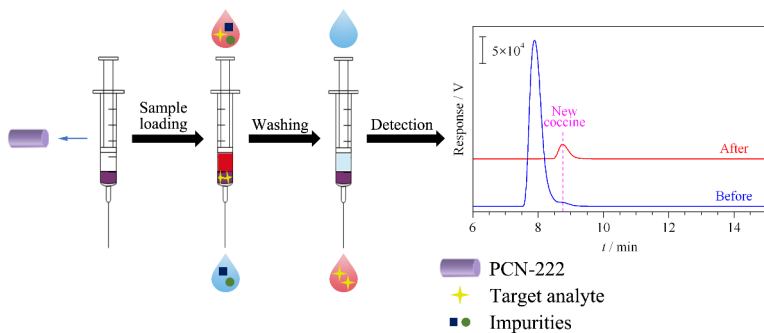 Sample
loading
Washing
Detection
5×10⁴
Response / V
New
coccine
After
Before
6 8 10 12 14
t / min
PCN-222
Target analyte
Impurities